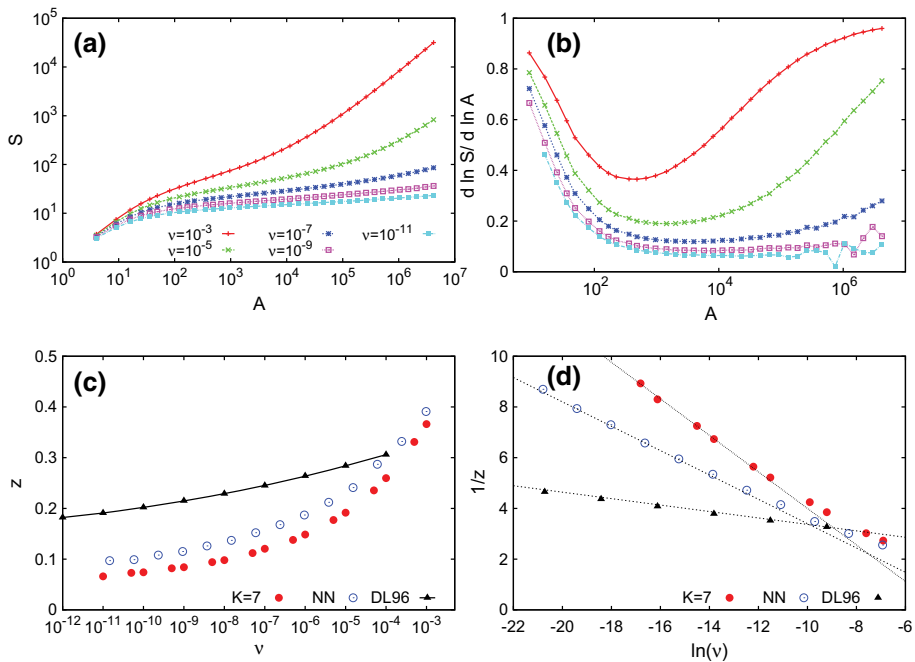 (a)
S
10^5
10^4
10^3
10^2
10^1
10^0
ν=10^-3 ν=10^-7 ν=10^-11
ν=10^-5 ν=10^-9
10^0 10^1 10^2 10^3 10^4 10^5 10^6 10^7
A
(b)
d ln S/ d ln A
1
0.8
0.6
0.4
0.2
0
10^2 10^4 10^6
A
(c)
z
0.5
0.4
0.3
0.2
0.1
0
K=7 NN DL96
10^-12 10^-11 10^-10 10^-9 10^-8 10^-7 10^-6 10^-5 10^-4 10^-3
ν
(d)
1/z
10
8
6
4
2
0
K=7 NN DL96
-22 -20 -18 -16 -14 -12 -10 -8 -6
ln(ν)